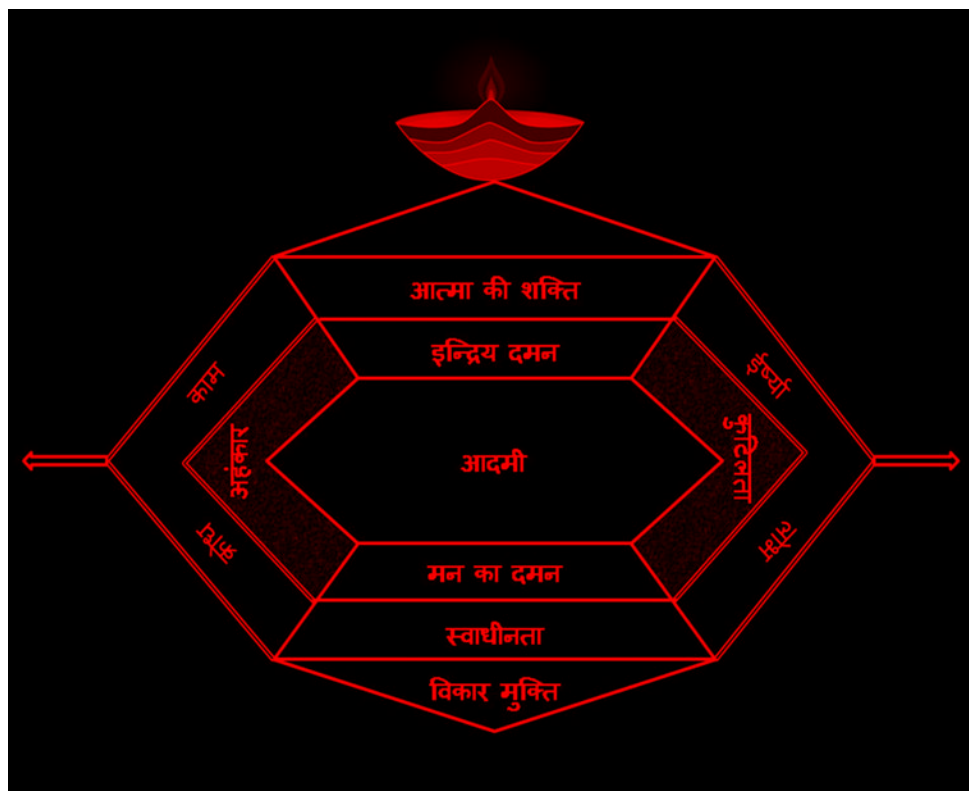 आत्मा की शक्ति
इन्द्रिय दमन
काम
ईर्ष्या
अहंकार
आदमी
कुटिलता
क्रोध
लोभ
मन का दमन
स्वाधीनता
विकार मुक्ति